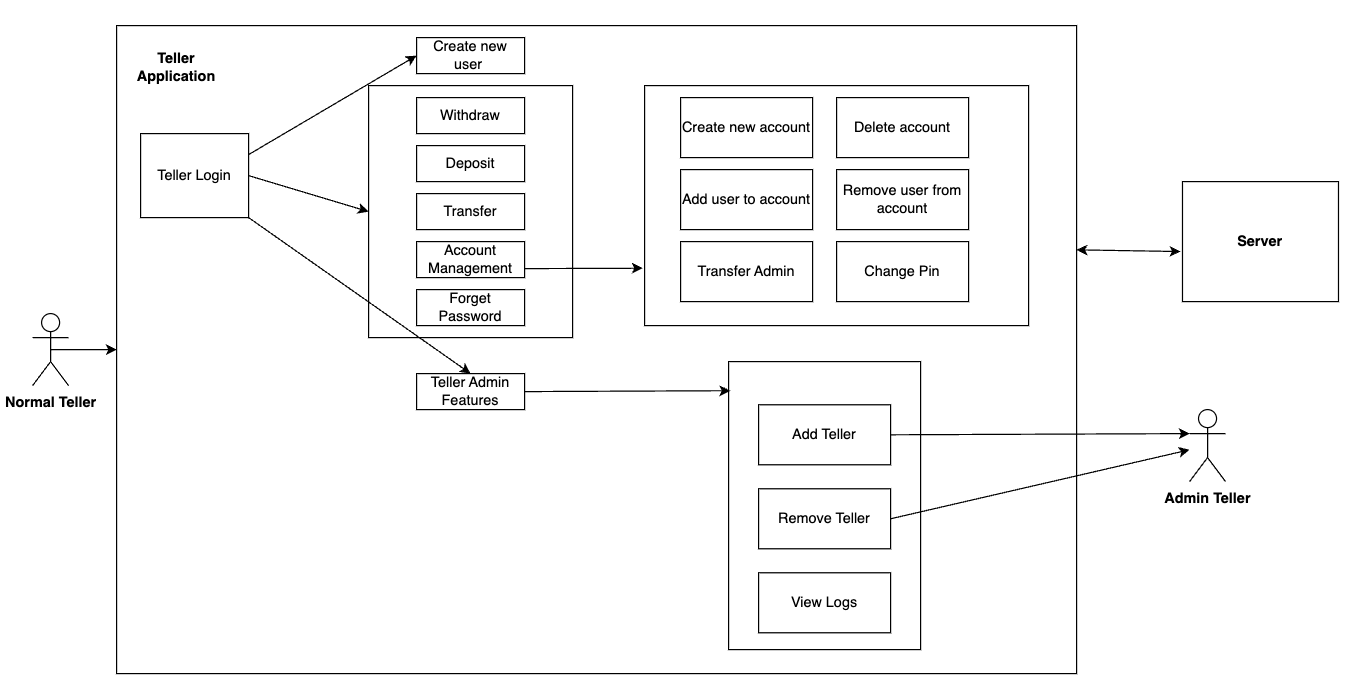 Teller
Application
Create new
user
Teller Login
Withdraw
Deposit
Transfer
Account
Management
Forget
Password
Create new account
Delete account
Add user to account
Remove user from
account
Transfer Admin
Change Pin
Server
Normal Teller
Teller Admin
Features
Add Teller
Remove Teller
View Logs
Admin Teller